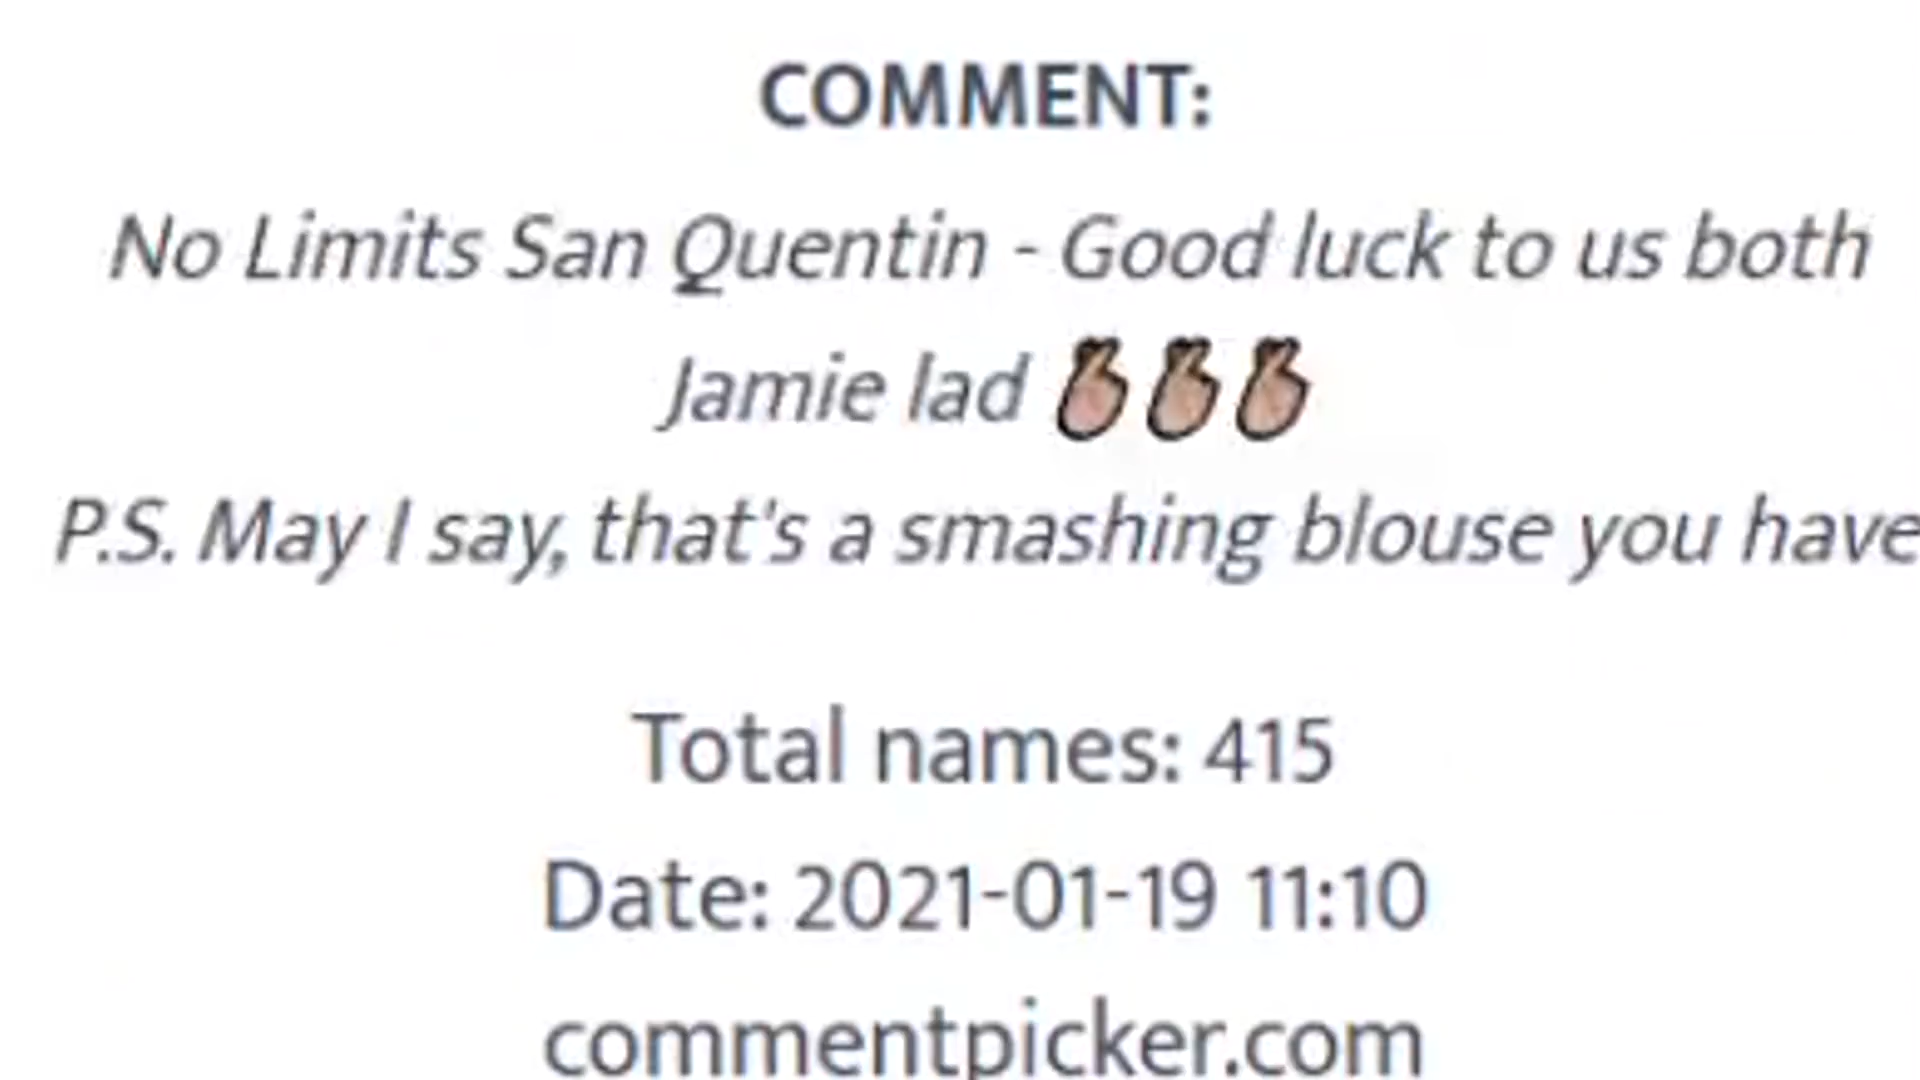 COMMENT:
No Limits San Quentin - Good luck to us both
Jamie lad 🤞🏼🤞🏼🤞🏼
P.S. May I say, that's a smashing blouse you have
Total names: 415
Date: 2021-01-19 11:10
commentpicker.com